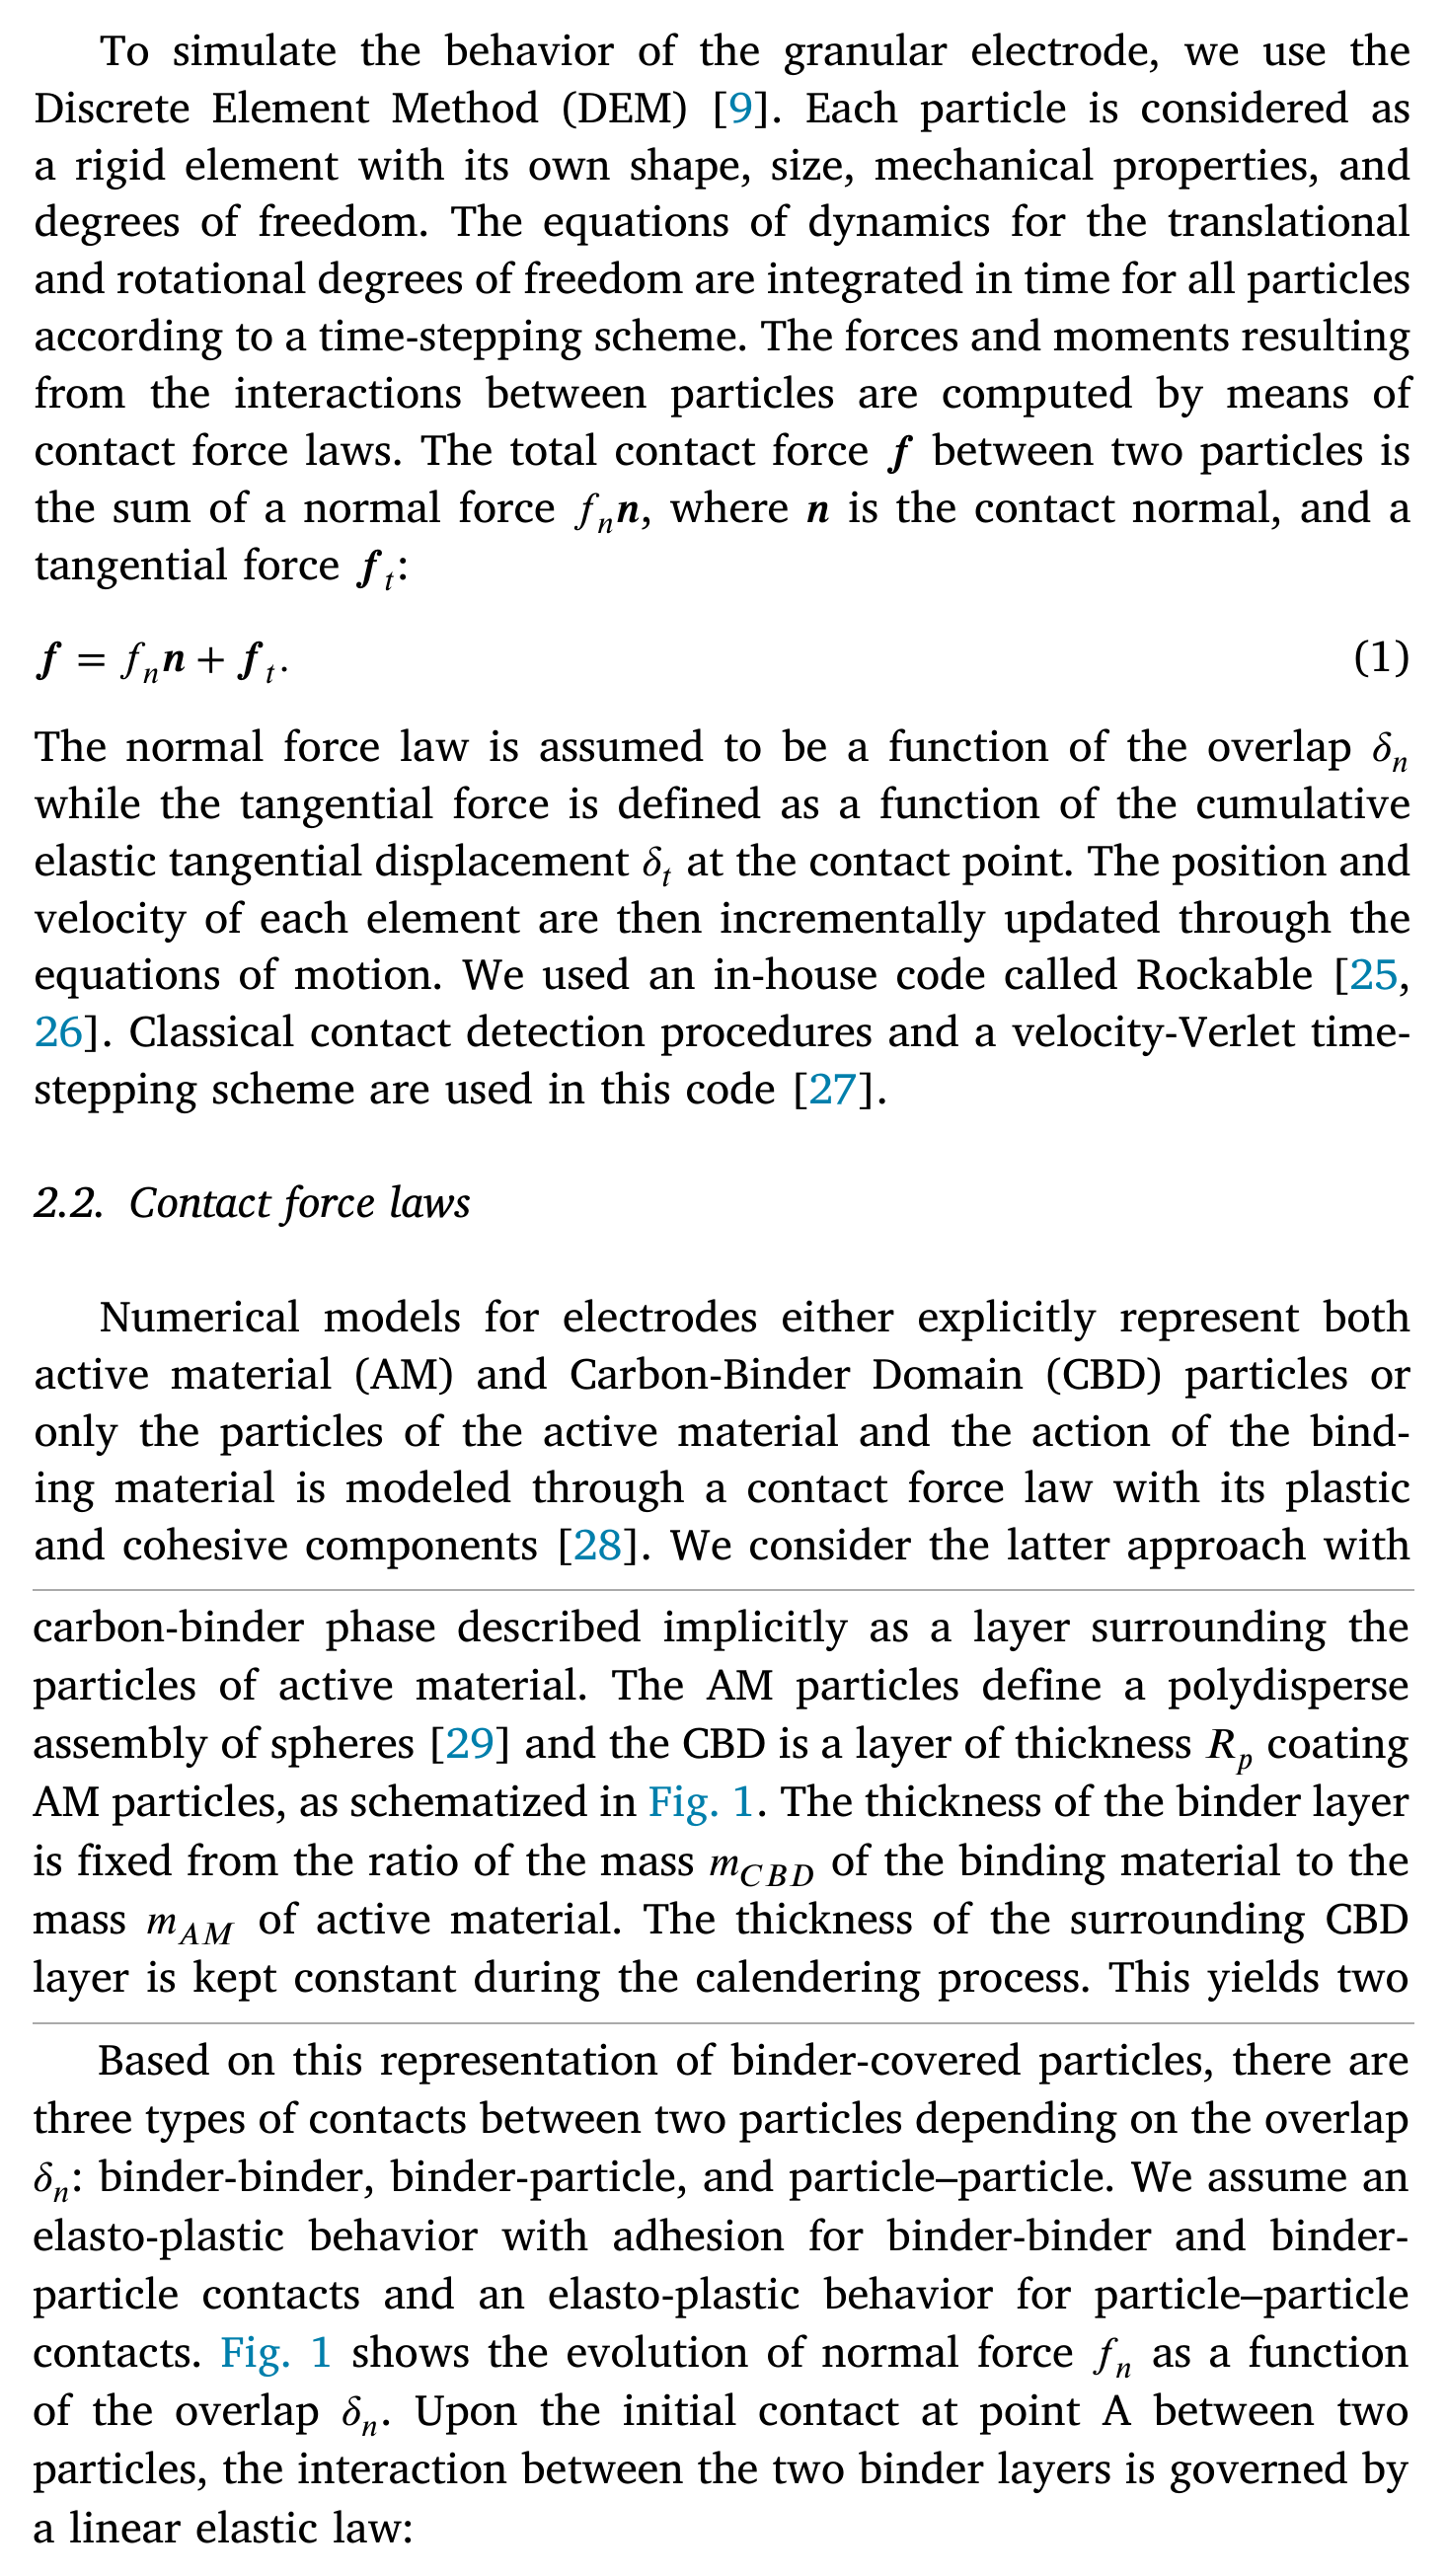 To simulate the behavior of the granular electrode, we use the
Discrete Element Method (DEM) [9]. Each particle is considered as
a rigid element with its own shape, size, mechanical properties, and
degrees of freedom. The equations of dynamics for the translational
and rotational degrees of freedom are integrated in time for all particles
according to a time-stepping scheme. The forces and moments resulting
from the interactions between particles are computed by means of
contact force laws. The total contact force f between two particles is
the sum of a normal force fₙn, where n is the contact normal, and a
tangential force fₜ:
f = fₙn + fₜ. (1)
The normal force law is assumed to be a function of the overlap δₙ
while the tangential force is defined as a function of the cumulative
elastic tangential displacement δₜ at the contact point. The position and
velocity of each element are then incrementally updated through the
equations of motion. We used an in-house code called Rockable [25,
26]. Classical contact detection procedures and a velocity-Verlet time-
stepping scheme are used in this code [27].
2.2. Contact force laws
Numerical models for electrodes either explicitly represent both
active material (AM) and Carbon-Binder Domain (CBD) particles or
only the particles of the active material and the action of the bind-
ing material is modeled through a contact force law with its plastic
and cohesive components [28]. We consider the latter approach with
carbon-binder phase described implicitly as a layer surrounding the
particles of active material. The AM particles define a polydisperse
assembly of spheres [29] and the CBD is a layer of thickness Rₚ coating
AM particles, as schematized in Fig. 1. The thickness of the binder layer
is fixed from the ratio of the mass m_CBD of the binding material to the
mass m_AM of active material. The thickness of the surrounding CBD
layer is kept constant during the calendering process. This yields two
Based on this representation of binder-covered particles, there are
three types of contacts between two particles depending on the overlap
δₙ: binder-binder, binder-particle, and particle–particle. We assume an
elasto-plastic behavior with adhesion for binder-binder and binder-
particle contacts and an elasto-plastic behavior for particle–particle
contacts. Fig. 1 shows the evolution of normal force fₙ as a function
of the overlap δₙ. Upon the initial contact at point A between two
particles, the interaction between the two binder layers is governed by
a linear elastic law: